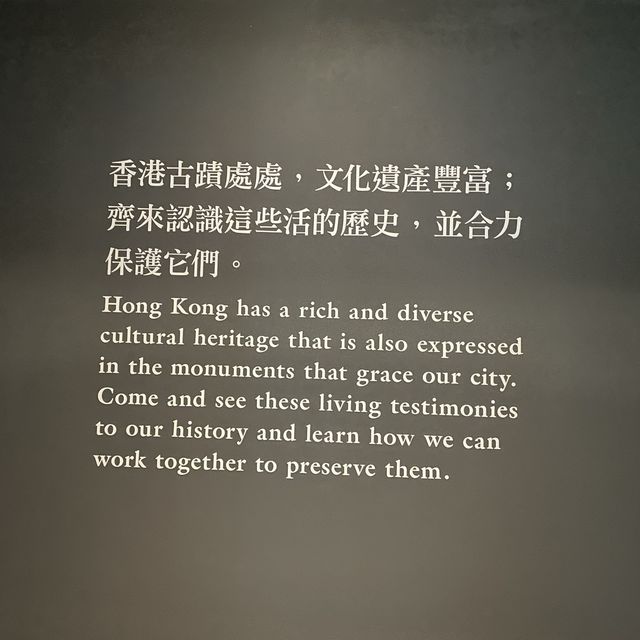 香港古蹟處處，文化遺產豐富；
齊來認識這些活的歷史，並合力
保護它們。
Hong Kong has a rich and diverse
cultural heritage that is also expressed
in the monuments that grace our city.
Come and see these living testimonies
to our history and learn how we can
work together to preserve them.